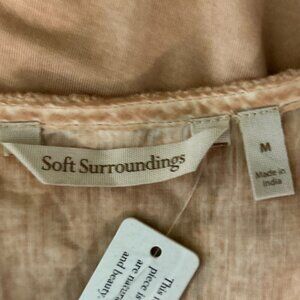 Soft Surroundings
M
Made in
India
This
piece is
are natur
and beauty